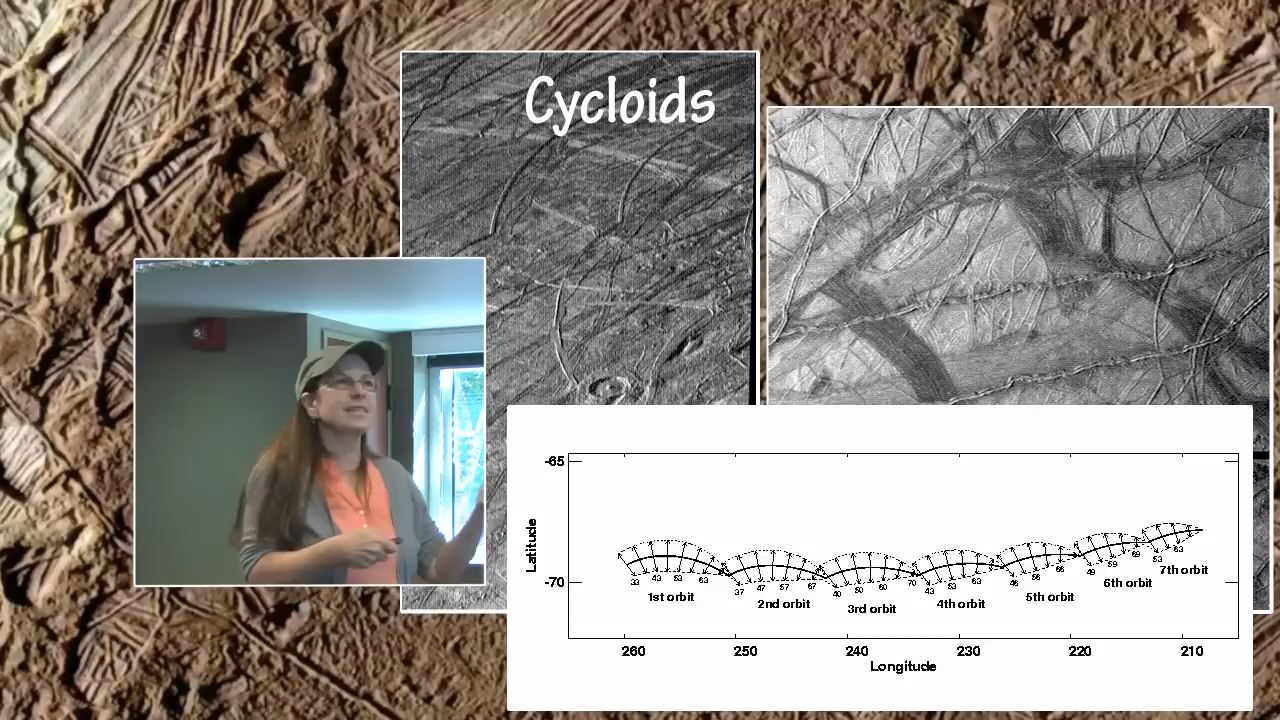 Cycloids
-65
Latitude
-70
33 43 53 63
1st orbit
37 47 57 67
2nd orbit
40 50 60 70
3rd orbit
43 53 63
4th orbit
46 56 66
5th orbit
49 59 69
6th orbit
53 63
7th orbit
260 250 240 230 220 210
Longitude